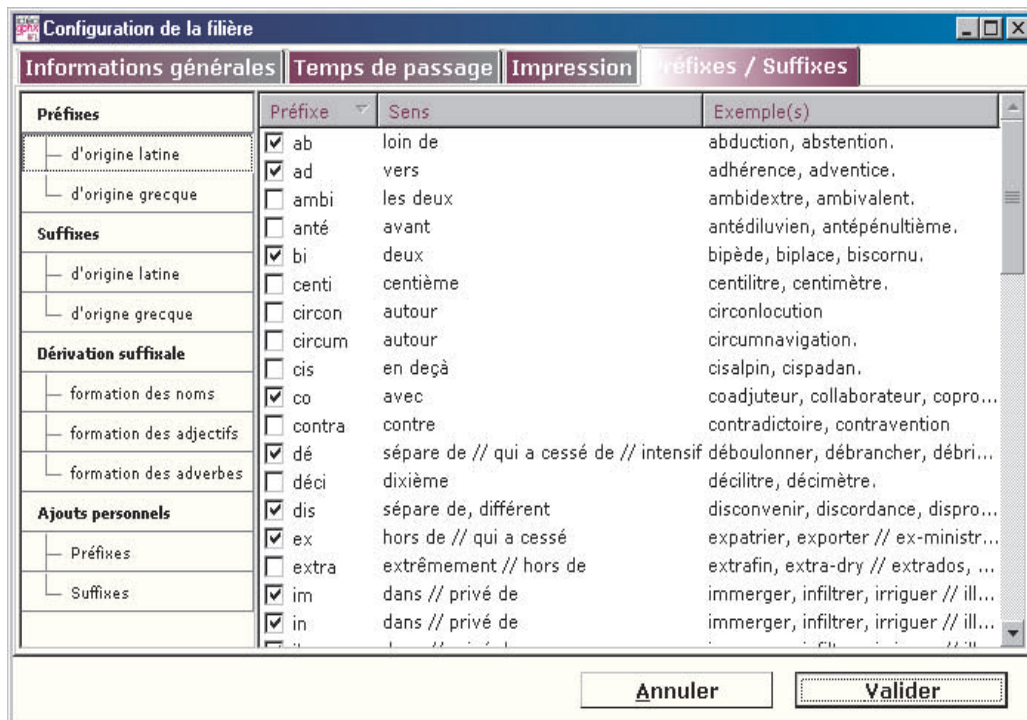 Configuration de la filière
Informations générales Temps de passage Impression réfixes / Suffixes
Préfixes
d'origine latine
d'origine grecque
Suffixes
d'origine latine
d'origne grecque
Dérivation suffixale
formation des noms
formation des adjectifs
formation des adverbes
Ajouts personnels
Préfixes
Suffixes
Préfixe Sens Exemple(s)
ab loin de abduction, abstention.
ad vers adhérence, adventice.
ambi les deux ambidextre, ambivalent.
anté avant antédiluvien, antépénultième.
bi deux bipède, biplace, biscornu.
centi centième centilitre, centimètre.
circon autour circonlocution
circum autour circumnavigation.
cis en deçà cisalpin, cispadan.
co avec coadjuteur, collaborateur, copro...
contra contre contradictoire, contravention
dé sépare de // qui a cessé de // intensif déboulonner, débrancher, débri...
déci dixième décilitre, décimètre.
dis sépare de, différent disconvenir, discordance, dispro...
ex hors de // qui a cessé expatrier, exporter // ex-ministr...
extra extrêmement // hors de extrafin, extra-dry // extrados, ...
im dans // privé de immerger, infiltrer, irriguer // ill...
in dans // privé de immerger, infiltrer, irriguer // ill...
Annuler Valider